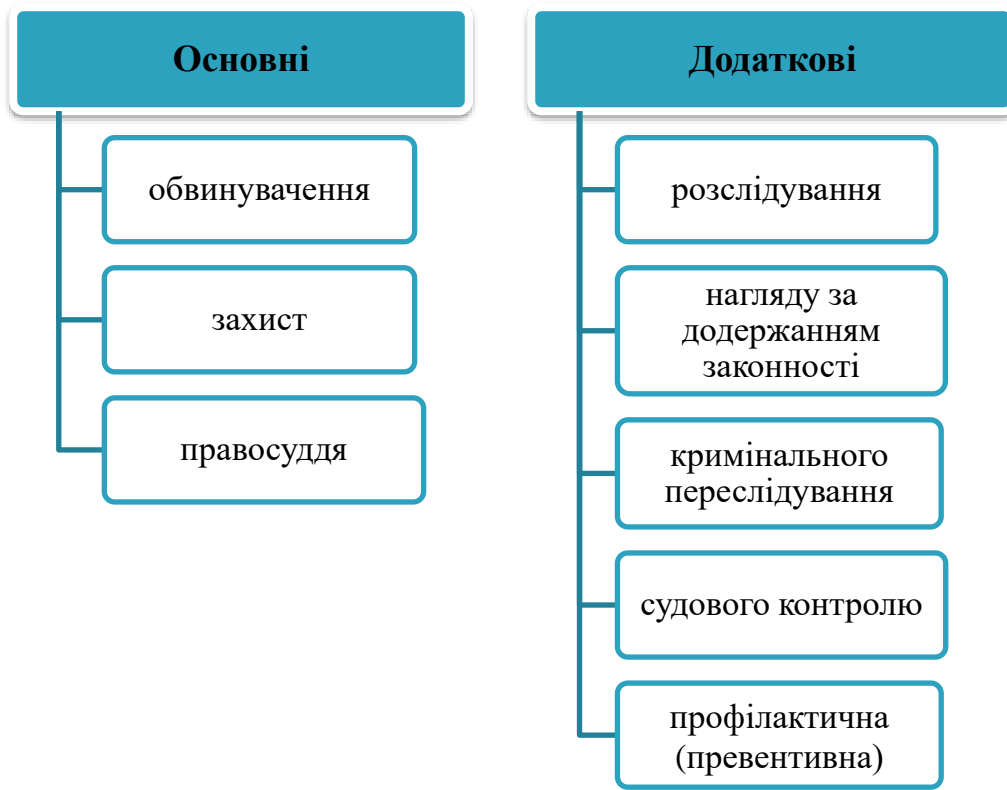 Основні
обвинувачення
захист
правосуддя
Додаткові
розслідування
нагляду за
додержанням
законності
кримінального
переслідування
судового контролю
профілактична
(превентивна)